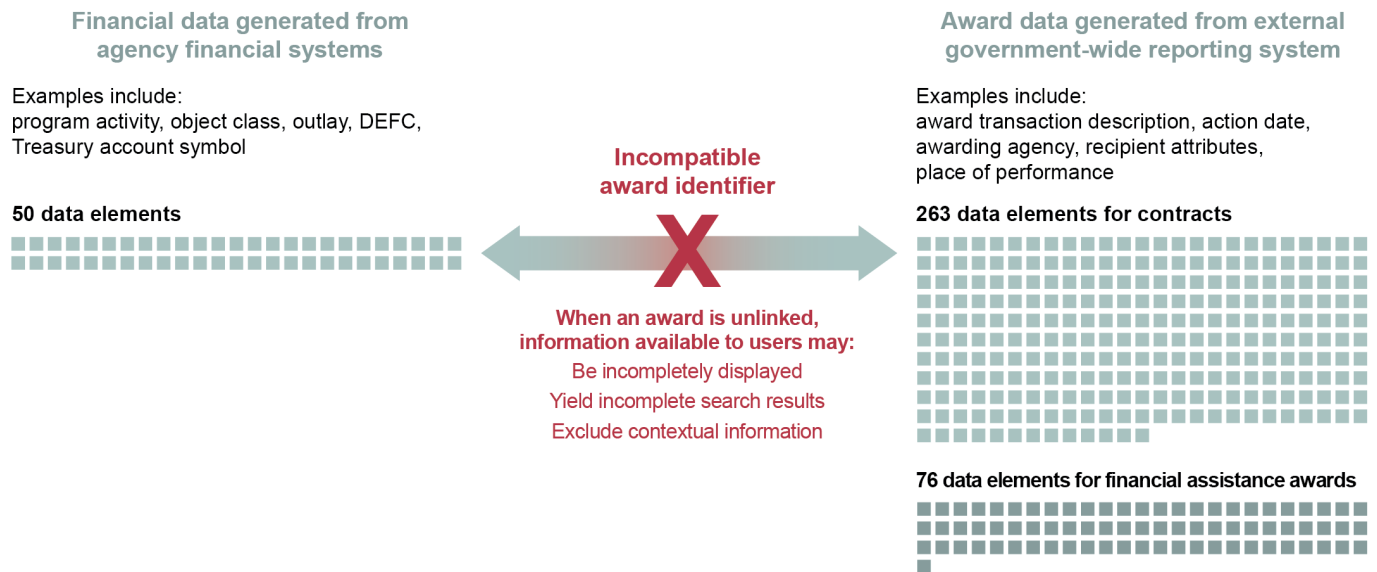 Financial data generated from
agency financial systems
Examples include:
program activity, object class, outlay, DEFC,
Treasury account symbol
50 data elements
Incompatible
award identifier
X
When an award is unlinked,
information available to users may:
Be incompletely displayed
Yield incomplete search results
Exclude contextual information
Award data generated from external
government-wide reporting system
Examples include:
award transaction description, action date,
awarding agency, recipient attributes,
place of performance
263 data elements for contracts
76 data elements for financial assistance awards